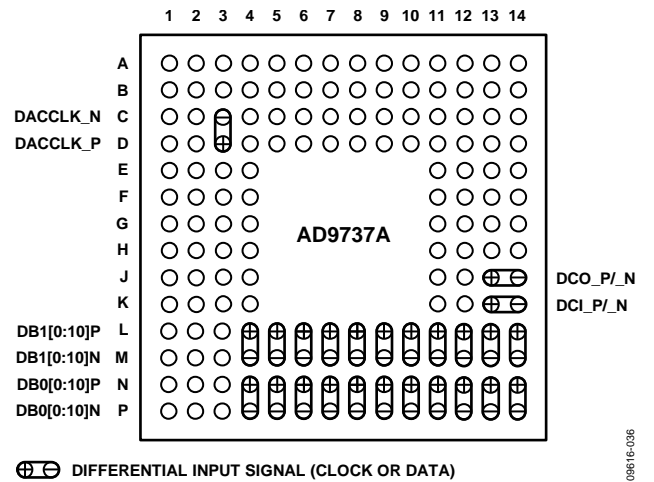 1 2 3 4 5 6 7 8 9 10 11 12 13 14
A
B
DACCLK_N C
DACCLK_P D
E
F
G
AD9737A
H
J DCO_P/_N
K DCI_P/_N
DB1[0:10]P L
DB1[0:10]N M
DB0[0:10]P N
DB0[0:10]N P
DIFFERENTIAL INPUT SIGNAL (CLOCK OR DATA)
09616-036